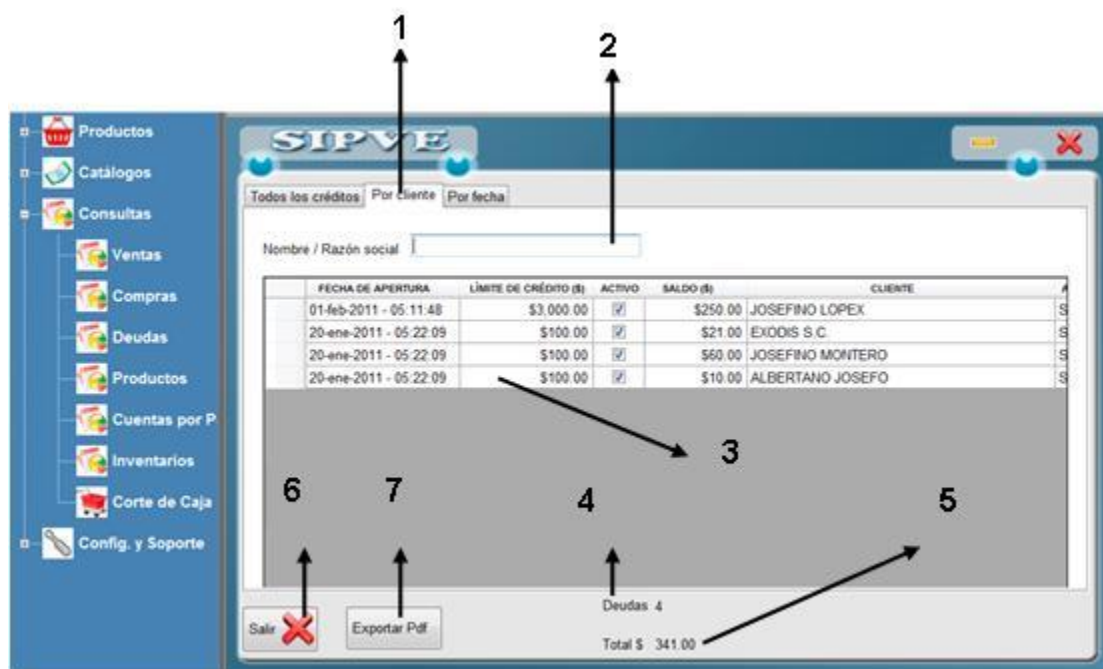 1
2
Productos
Catálogos
Consultas
Ventas
Compras
Deudas
Productos
Cuentas por P
Inventarios
Corte de Caja
Config. y Soporte
SIPVE
Todos los créditos Por cliente Por fecha
Nombre / Razón social
FECHA DE APERTURA LÍMITE DE CRÉDITO ($) ACTIVO SALDO ($) CLIENTE A
01-feb-2011 - 05:11:48 $3,000.00 $250.00 JOSEFINO LOPEX S
20-ene-2011 - 05:22:09 $100.00 $21.00 EXODIS S.C. S
20-ene-2011 - 05:22:09 $100.00 $60.00 JOSEFINO MONTERO S
20-ene-2011 - 05:22:09 $100.00 $10.00 ALBERTANO JOSEFO S
3
6 7 4 5
Deudas 4
Salir Exportar Pdf
Total $ 341.00